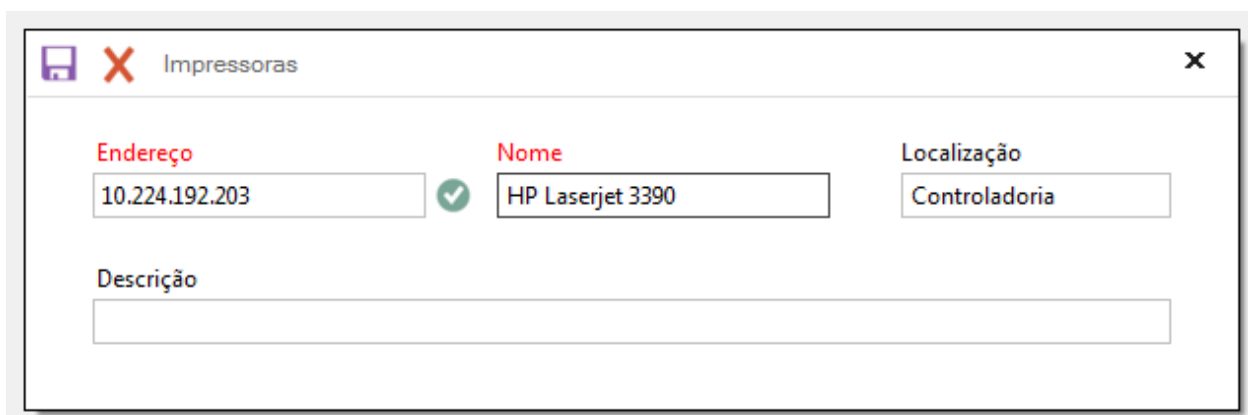 Impressoras
Endereço Nome Localização
10.224.192.203 HP Laserjet 3390 Controladoria
Descrição